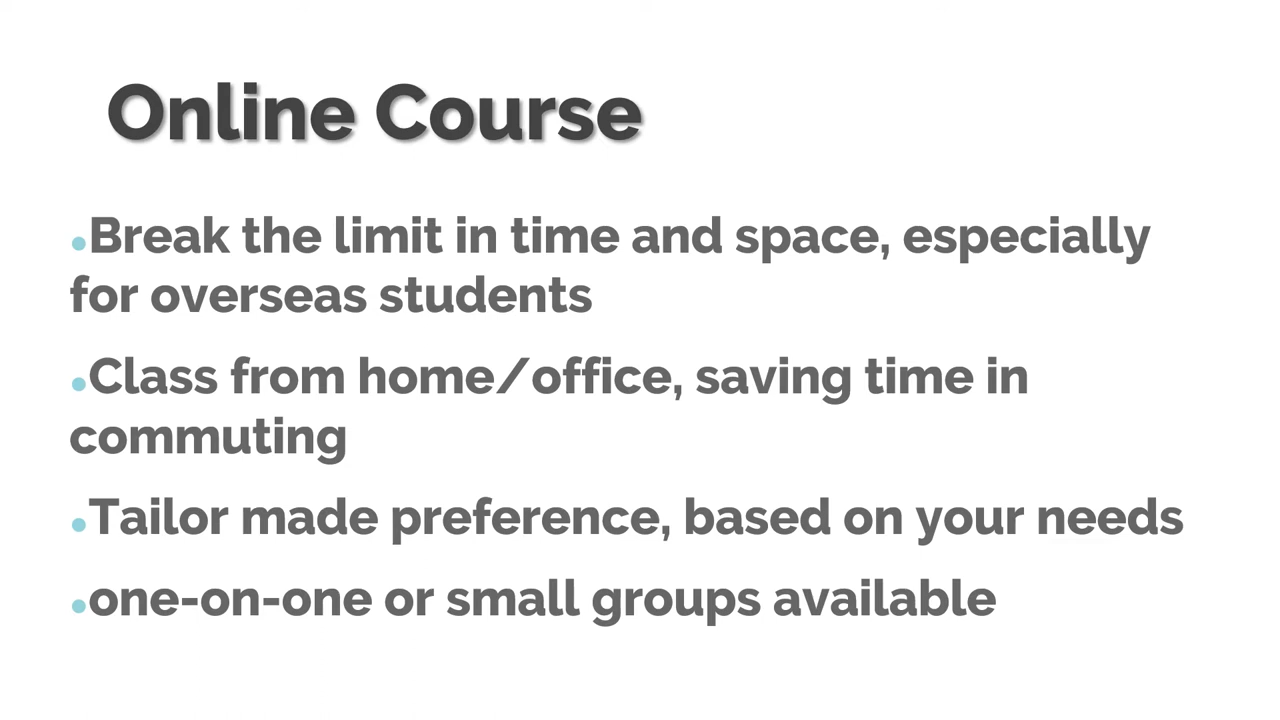 Online Course
•Break the limit in time and space, especially
for overseas students
•Class from home/office, saving time in
commuting
•Tailor made preference, based on your needs
•one-on-one or small groups available